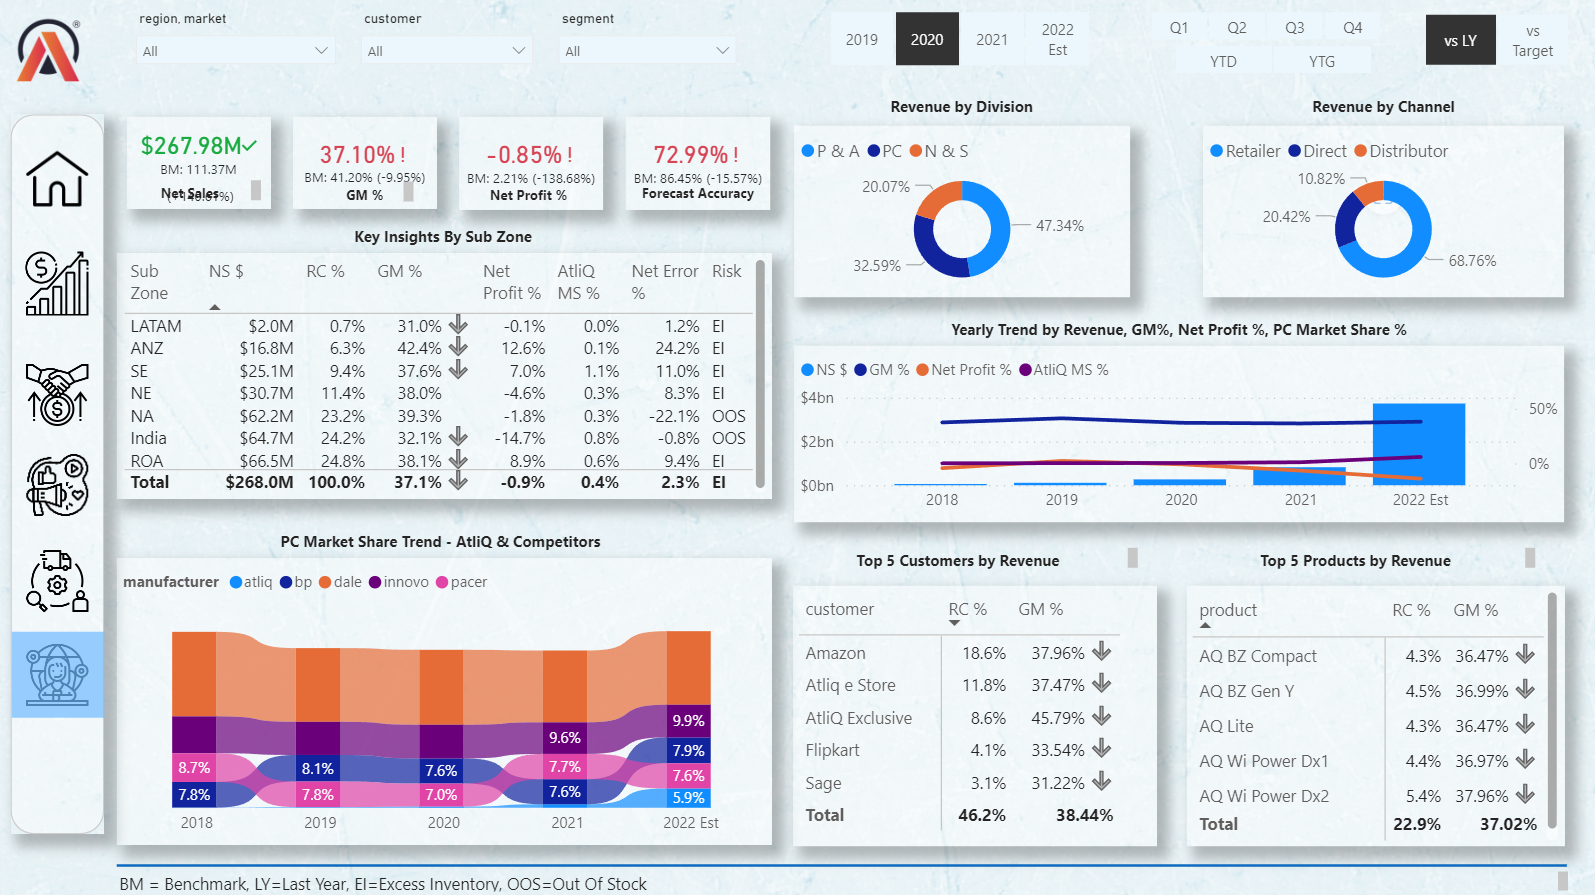 region, market
customer
segment
All
All
All
2019
2020
2021
2022
Est
Q1
Q2
Q3
Q4
YTD
YTG
vs LY
vs
Target
$267.98M
BM: 111.37M
Net Sales
37.10% !
BM: 41.20% (-9.95%)
GM %
-0.85% !
BM: 2.21% (-138.68%)
Net Profit %
72.99% !
BM: 86.45% (-15.57%)
Forecast Accuracy
Key Insights By Sub Zone
Sub Zone NS $ RC % GM % Net Profit % AtliQ MS % Net Error % Risk
LATAM $2.0M 0.7% 31.0% -0.1% 0.0% 1.2% EI
ANZ $16.8M 6.3% 42.4% 12.6% 0.1% 24.2% EI
SE $25.1M 9.4% 37.6% 7.0% 1.1% 11.0% EI
NE $30.7M 11.4% 38.0% -4.6% 0.3% 8.3% EI
NA $62.2M 23.2% 39.3% -1.8% 0.3% -22.1% OOS
India $64.7M 24.2% 32.1% -14.7% 0.8% -0.8% OOS
ROA $66.5M 24.8% 38.1% 8.9% 0.6% 9.4% EI
Total $268.0M 100.0% 37.1% -0.9% 0.4% 2.3% EI
Revenue by Division
P & A PC N & S
20.07%
47.34%
32.59%
Revenue by Channel
Retailer Direct Distributor
10.82%
20.42%
68.76%
Yearly Trend by Revenue, GM%, Net Profit %, PC Market Share %
NS $ GM % Net Profit % AtliQ MS %
$4bn
$2bn
$0bn
50%
0%
2018 2019 2020 2021 2022 Est
PC Market Share Trend - AtliQ & Competitors
manufacturer atliq bp dale innovo pacer
8.7%
7.8%
8.1%
7.8%
7.6%
7.0%
9.6%
7.7%
7.6%
9.9%
7.9%
7.6%
5.9%
2018 2019 2020 2021 2022 Est
Top 5 Customers by Revenue
customer RC % GM %
Amazon 18.6% 37.96%
Atliq e Store 11.8% 37.47%
AtliQ Exclusive 8.6% 45.79%
Flipkart 4.1% 33.54%
Sage 3.1% 31.22%
Total 46.2% 38.44%
Top 5 Products by Revenue
product RC % GM %
AQ BZ Compact 4.3% 36.47%
AQ BZ Gen Y 4.5% 36.99%
AQ Lite 4.3% 36.47%
AQ Wi Power Dx1 4.4% 36.97%
AQ Wi Power Dx2 5.4% 37.96%
Total 22.9% 37.02%
BM = Benchmark, LY=Last Year, EI=Excess Inventory, OOS=Out Of Stock